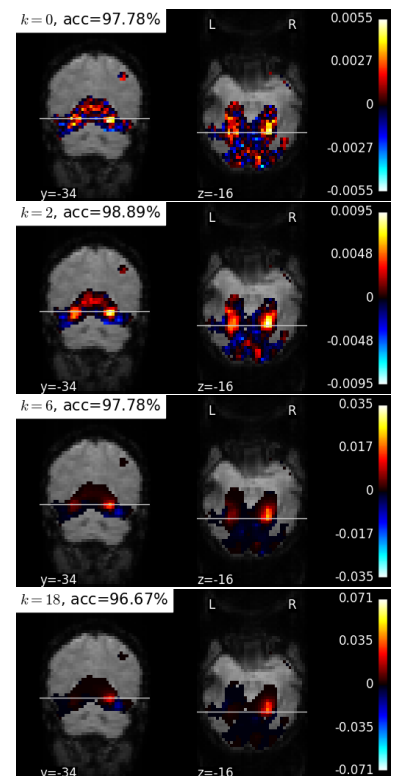 k = 0, acc=97.78%
L R
0.0055
0.0027
0
-0.0027
-0.0055
y=-34 z=-16
k = 2, acc=98.89%
L R
0.0095
0.0048
0
-0.0048
-0.0095
y=-34 z=-16
k = 6, acc=97.78%
L R
0.035
0.017
0
-0.017
-0.035
y=-34 z=-16
k = 18, acc=96.67%
L R
0.071
0.035
0
-0.035
-0.071
y=-34 z=-16